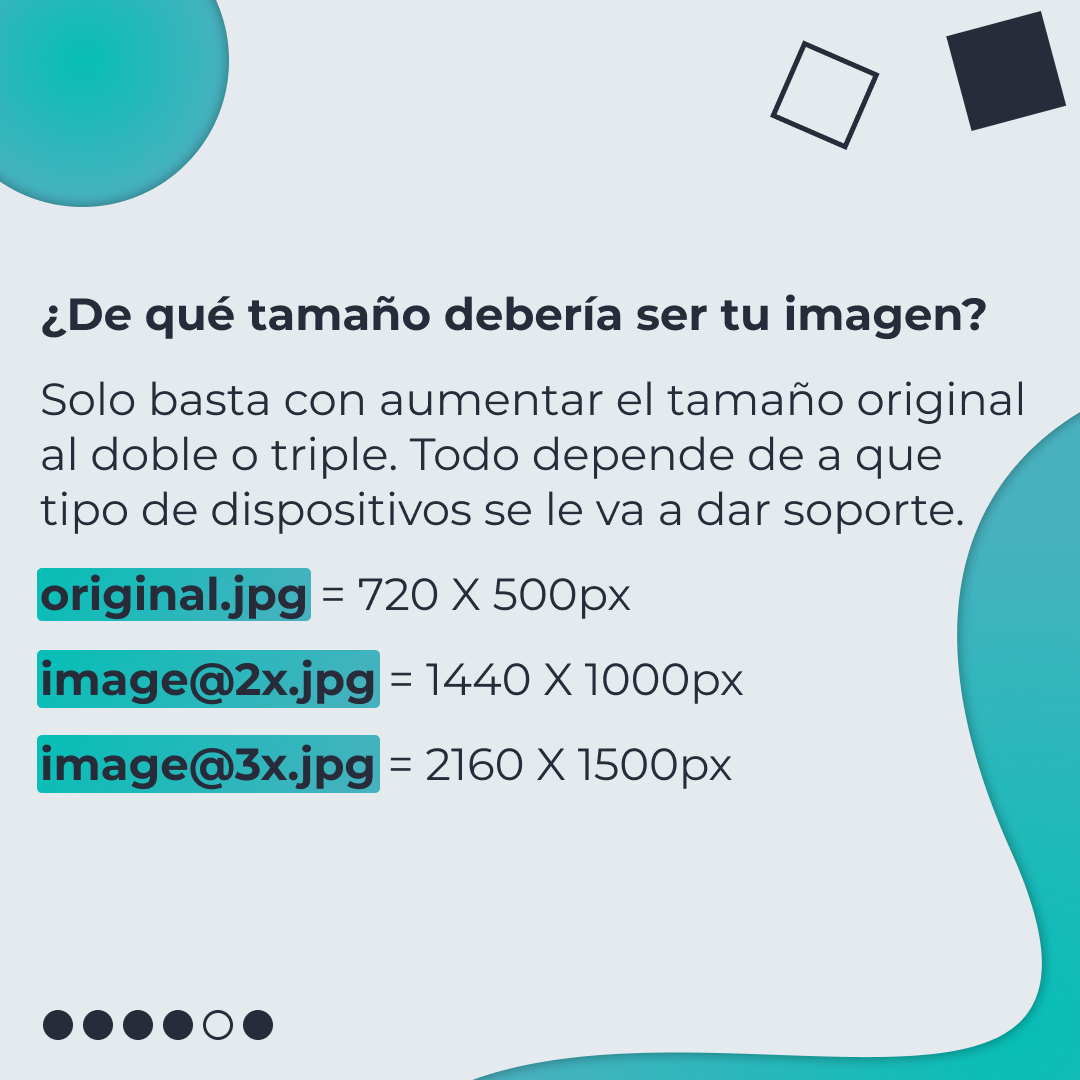 ¿De qué tamaño debería ser tu imagen?
Solo basta con aumentar el tamaño original
al doble o triple. Todo depende de a que
tipo de dispositivos se le va a dar soporte.
original.jpg = 720 X 500px
image@2x.jpg = 1440 X 1000px
image@3x.jpg = 2160 X 1500px